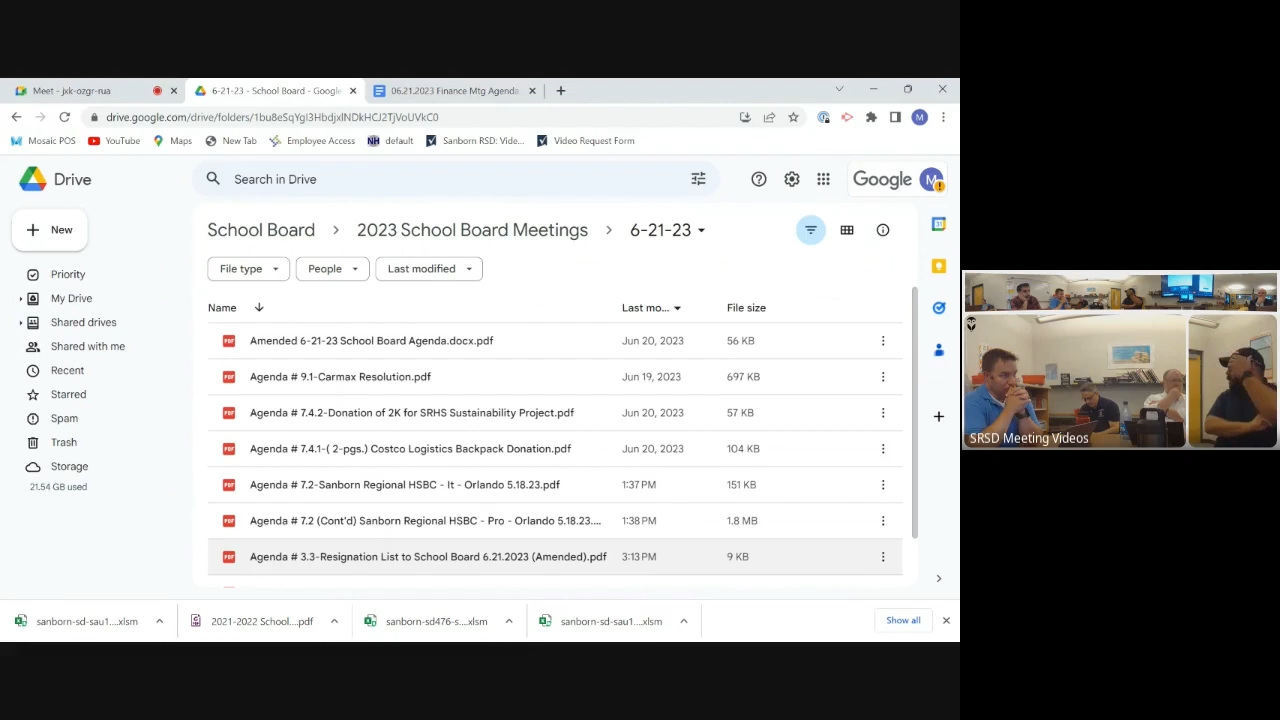 Meet - jxk-ozgr-rua
6-21-23 - School Board - Google
06.21.2023 Finance Mtg Agenda
drive.google.com/drive/folders/1bu8eSqYgl3HbdjxlNDkHCJ2TjVoUVkC0
M
Mosaic POS
YouTube
Maps
New Tab
Employee Access
NH default
Sanborn RSD: Vide...
Video Request Form
Drive
Search in Drive
Google
M
New
School Board > 2023 School Board Meetings > 6-21-23
File type
People
Last modified
Priority
My Drive
Shared drives
Shared with me
Recent
Starred
Spam
Trash
Storage
21.54 GB used
Name Last mo... File size
PDF Amended 6-21-23 School Board Agenda.docx.pdf Jun 20, 2023 56 KB
PDF Agenda # 9.1-Carmax Resolution.pdf Jun 19, 2023 697 KB
PDF Agenda # 7.4.2-Donation of 2K for SRHS Sustainability Project.pdf Jun 20, 2023 57 KB
PDF Agenda # 7.4.1-( 2-pgs.) Costco Logistics Backpack Donation.pdf Jun 20, 2023 104 KB
PDF Agenda # 7.2-Sanborn Regional HSBC - It - Orlando 5.18.23.pdf 1:37 PM 151 KB
PDF Agenda # 7.2 (Cont'd) Sanborn Regional HSBC - Pro - Orlando 5.18.23.... 1:38 PM 1.8 MB
PDF Agenda # 3.3-Resignation List to School Board 6.21.2023 (Amended).pdf 3:13 PM 9 KB
sanborn-sd-sau1....xlsm
2021-2022 School....pdf
sanborn-sd476-s....xlsm
sanborn-sd-sau1....xlsm
Show all
SRSD Meeting Videos